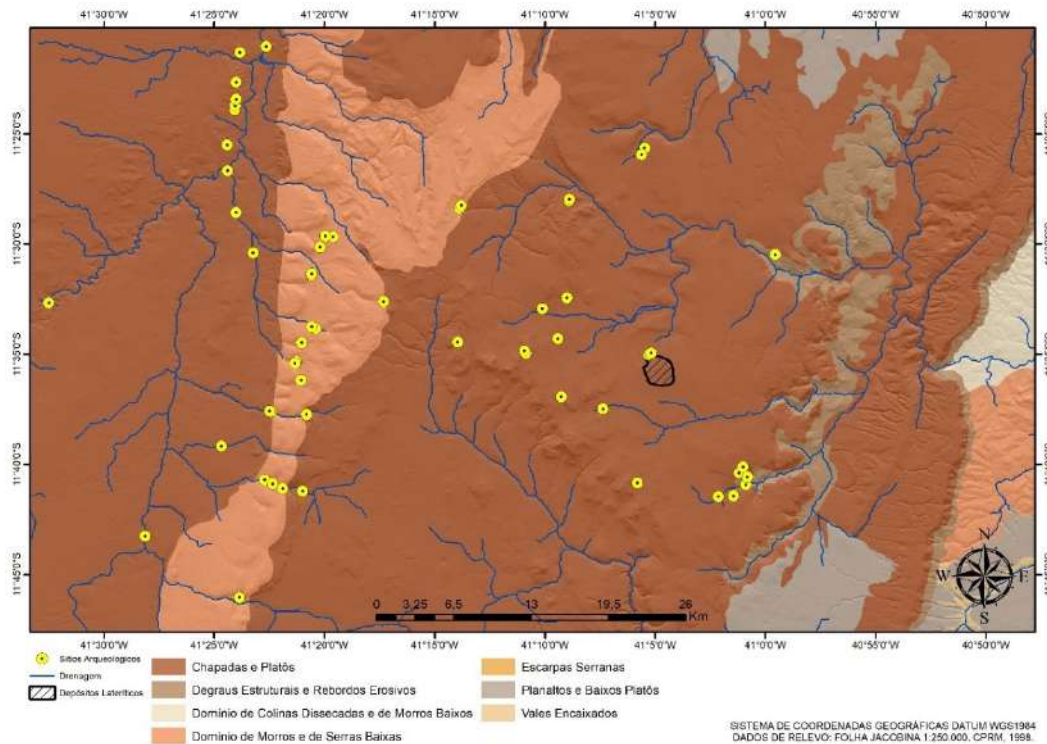 41°30'0"W 41°25'0"W 41°20'0"W 41°15'0"W 41°10'0"W 41°5'0"W 41°0'0"W 40°55'0"W 40°50'0"W
11°25'0"S
11°30'0"S
11°35'0"S
11°40'0"S
11°45'0"S
W E
S
0 3,25 6,5 13 19,5 26
Km
41°30'0"W 41°25'0"W 41°20'0"W 41°15'0"W 41°10'0"W 41°5'0"W 41°0'0"W 40°55'0"W 40°50'0"W
Sítios Arqueológicos
Drenagem
Depósitos Lateríticos
Chapadas e Platôs
Degraus Estruturais e Rebordos Erosivos
Domínio de Colinas Dissecadas e de Morros Baixos
Domínio de Morros e de Serras Baixas
Escarpas Serranas
Planaltos e Baixos Platôs
Vales Encaixados
SISTEMA DE COORDENADAS GEOGRÁFICAS DATUM WGS1984
DADOS DE RELEVO: FOLHA JACOBINA 1:250.000, CPRM, 1998.